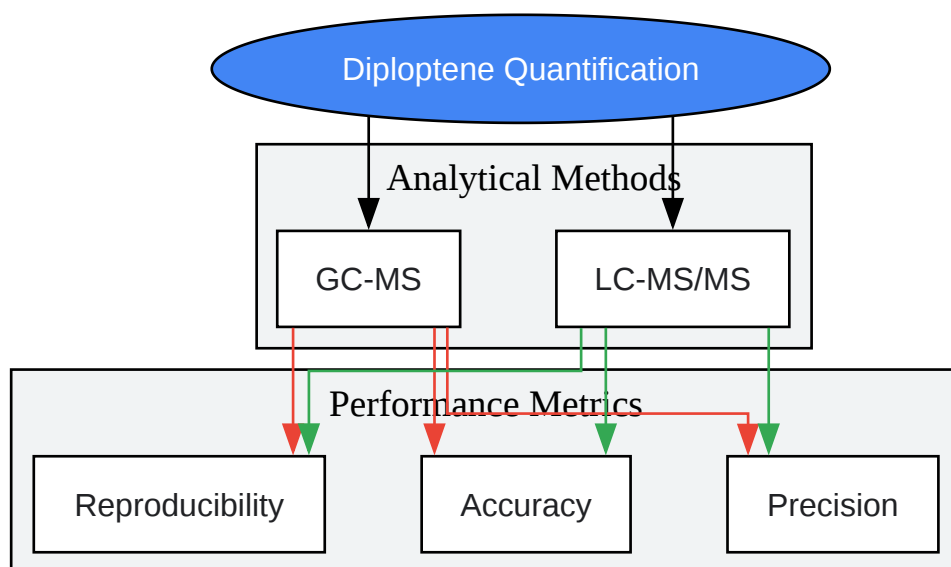 Diploptene Quantification
Analytical Methods
GC-MS
LC-MS/MS
Performance Metrics
Reproducibility
Accuracy
Precision